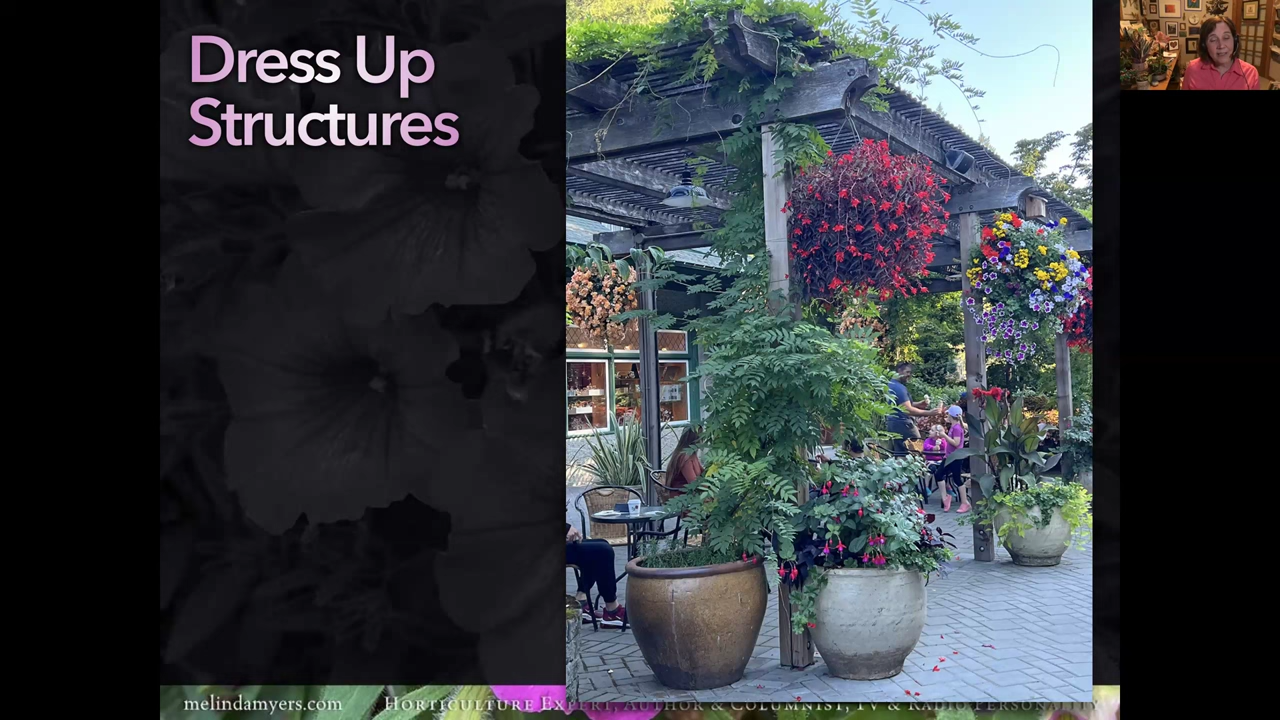 Dress Up
Structures
melindamyers.com
Horticulture Expert, Author & Columnist, TV & Radio personality